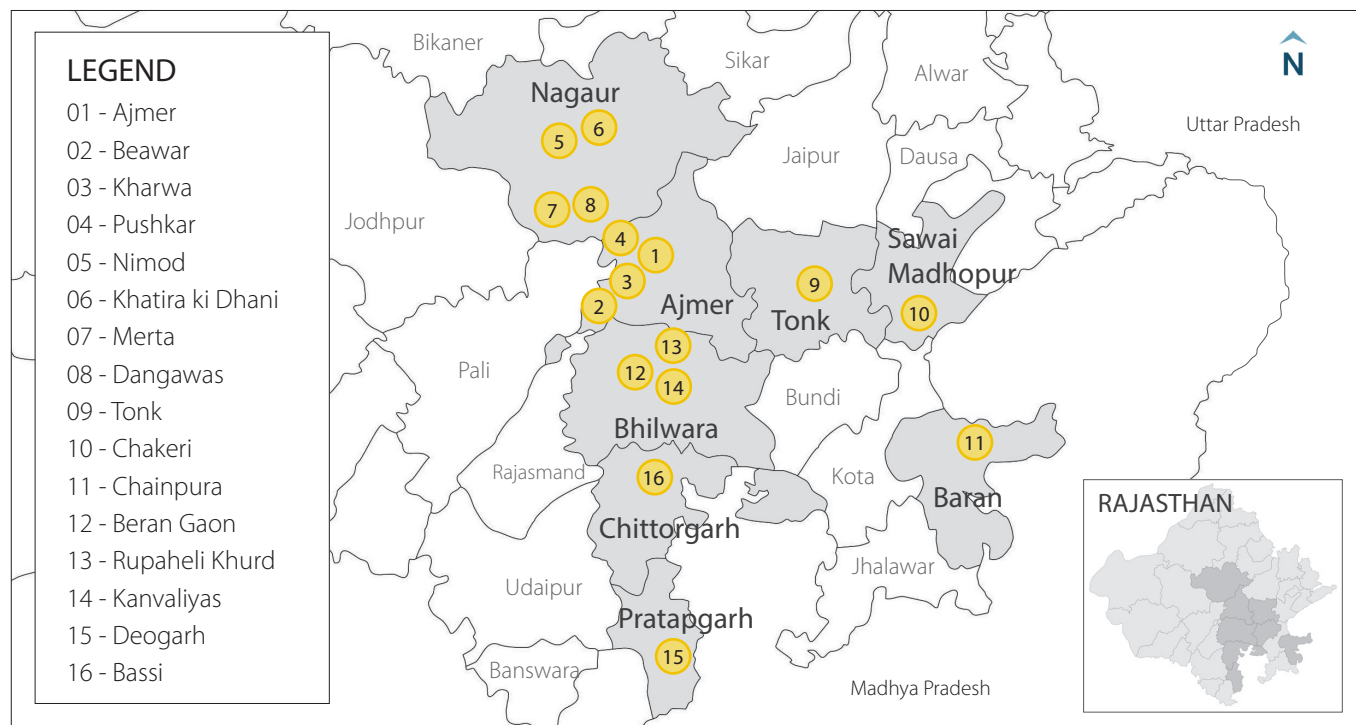 LEGEND
01 - Ajmer
02 - Beawar
03 - Kharwa
04 - Pushkar
05 - Nimod
06 - Khatira ki Dhani
07 - Merta
08 - Dangawas
09 - Tonk
10 - Chakeri
11 - Chainpura
12 - Beran Gaon
13 - Rupaheli Khurd
14 - Kanvaliyas
15 - Deogarh
16 - Bassi
Bikaner
Sikar
Alwar
N
Nagaur
5
6
Uttar Pradesh
Jaipur
Dausa
7
8
Jodhpur
4
1
Sawai
Madhopur
3
9
2
Ajmer
Tonk
10
13
Pali
12
14
Bundi
Bhilwara
11
Rajasmand
16
Kota
Baran
RAJASTHAN
Chittorgarh
Jhalawar
Udaipur
Pratapgarh
15
Banswara
Madhya Pradesh